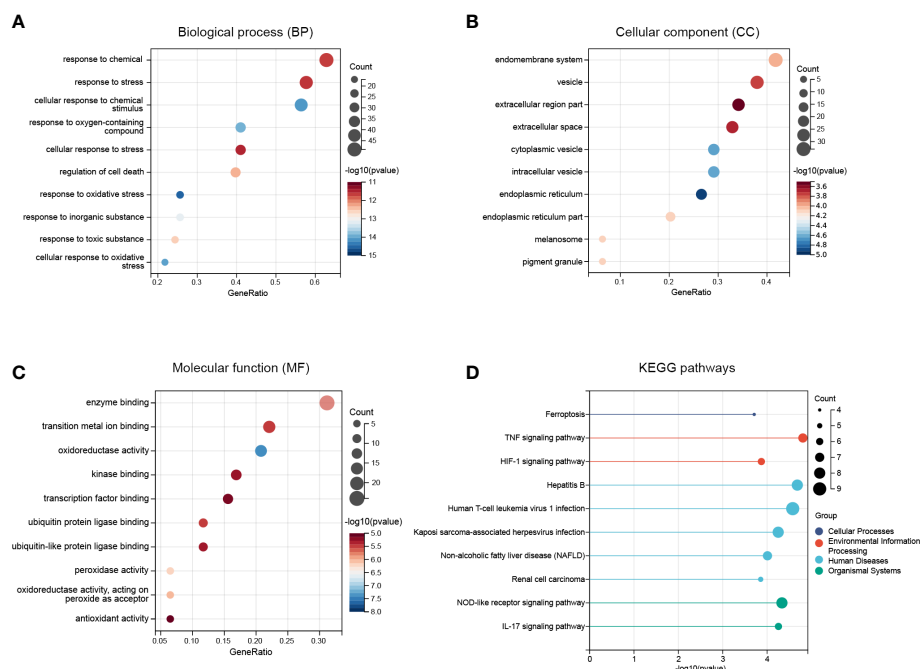 A
Biological process (BP)
response to chemical
response to stress
cellular response to chemical
stimulus
response to oxygen-containing
compound
cellular response to stress
regulation of cell death
response to oxidative stress
response to inorganic substance
response to toxic substance
cellular response to oxidative
stress
0.2 0.3 0.4 0.5 0.6
GeneRatio
Count
15
20
25
30
35
40
45
-log10(pvalue)
11
12
13
14
15
B
Cellular component (CC)
endomembrane system
vesicle
extracellular region part
extracellular space
cytoplasmic vesicle
intracellular vesicle
endoplasmic reticulum
endoplasmic reticulum part
melanosome
pigment granule
0.1 0.2 0.3 0.4
GeneRatio
Count
5
10
15
20
25
30
-log10(pvalue)
3.6
3.8
4.0
4.2
4.4
4.6
4.8
5.0
C
Molecular function (MF)
enzyme binding
transition metal ion binding
oxidoreductase activity
kinase binding
transcription factor binding
ubiquitin protein ligase binding
ubiquitin-like protein ligase binding
peroxidase activity
oxidoreductase activity, acting on
peroxide as acceptor
antioxidant activity
0.05 0.10 0.15 0.20 0.25 0.30
GeneRatio
Count
5
10
15
20
-log10(pvalue)
5.0
5.5
6.0
6.5
7.0
7.5
8.0
D
KEGG pathways
Ferroptosis
TNF signaling pathway
HIF-1 signaling pathway
Hepatitis B
Human T-cell leukemia virus 1 infection
Kaposi sarcoma-associated herpesvirus infection
Non-alcoholic fatty liver disease (NAFLD)
Renal cell carcinoma
NOD-like receptor signaling pathway
IL-17 signaling pathway
0 1 2 3 4
-log10(pvalue)
Count
4
5
6
7
8
9
Group
Cellular Processes
Environmental Information
Processing
Human Diseases
Organismal Systems